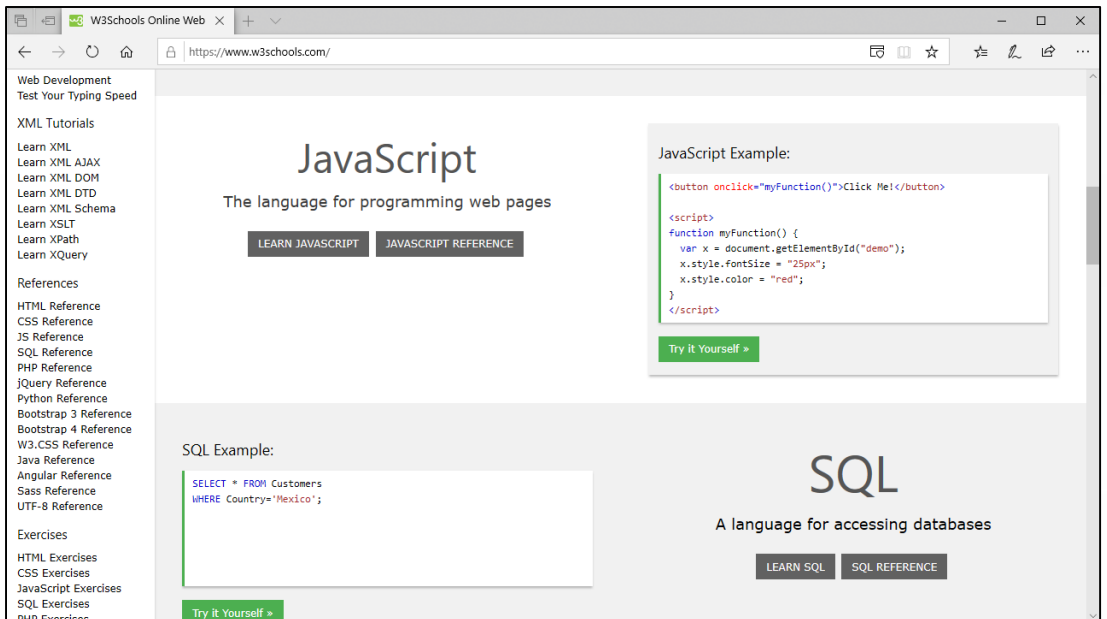 W3Schools Online Web
https://www.w3schools.com/
Web Development
Test Your Typing Speed
XML Tutorials
Learn XML
Learn XML AJAX
Learn XML DOM
Learn XML DTD
Learn XML Schema
Learn XSLT
Learn XPath
Learn XQuery
References
HTML Reference
CSS Reference
JS Reference
SQL Reference
PHP Reference
jQuery Reference
Python Reference
Bootstrap 3 Reference
Bootstrap 4 Reference
W3.CSS Reference
Java Reference
Angular Reference
Sass Reference
UTF-8 Reference
Exercises
HTML Exercises
CSS Exercises
JavaScript Exercises
SQL Exercises
PHP Exercises
JavaScript
The language for programming web pages
LEARN JAVASCRIPT JAVASCRIPT REFERENCE
JavaScript Example:
<button onclick="myFunction()">Click Me!</button>
<script>
function myFunction() {
  var x = document.getElementById("demo");
  x.style.fontSize = "25px";
  x.style.color = "red";
}
</script>
Try it Yourself »
SQL Example:
SELECT * FROM Customers
WHERE Country='Mexico';
Try it Yourself »
SQL
A language for accessing databases
LEARN SQL SQL REFERENCE